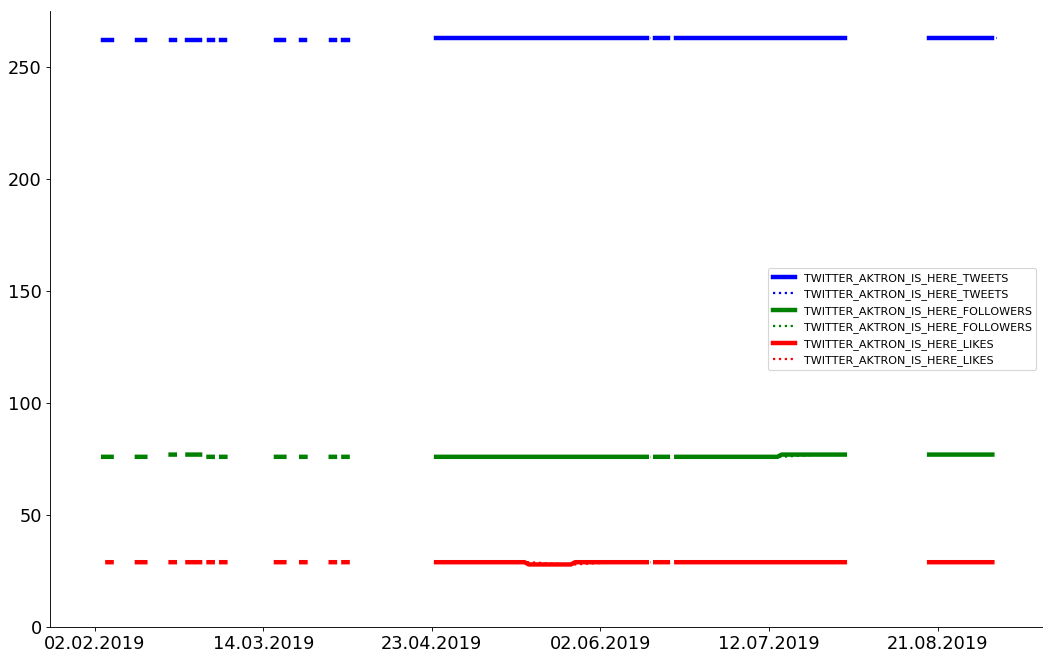 250
200
150
100
50
0
02.02.2019
14.03.2019
23.04.2019
02.06.2019
12.07.2019
21.08.2019
TWITTER_AKTRON_IS_HERE_TWEETS
TWITTER_AKTRON_IS_HERE_TWEETS
TWITTER_AKTRON_IS_HERE_FOLLOWERS
TWITTER_AKTRON_IS_HERE_FOLLOWERS
TWITTER_AKTRON_IS_HERE_LIKES
TWITTER_AKTRON_IS_HERE_LIKES